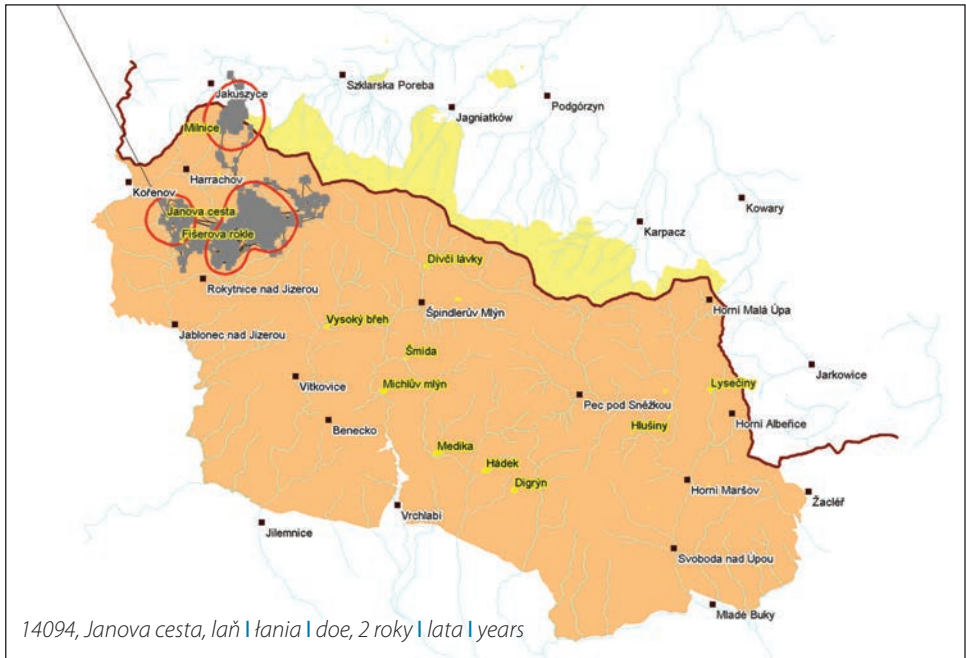 Szklarska Poreba
Jakuszyce
Podgórzyn
Jagniatków
Milnice
Harrachov
Kořenov
Kowary
Janova cesta
Karpacz
Fišerova rokle
Dívčí lávky
Rokytnice nad Jizerou
Horní Malá Úpa
Špindlerův Mlýn
Vysoký břeh
Jablonec nad Jizerou
Šmída
Jarkowice
Vítkovice
Michlův mlýn
Lysečiny
Pec pod Sněžkou
Horní Albeřice
Benecko
Hlušiny
Medika
Hádek
Horní Maršov
Digrýn
Žacléř
Vrchlabí
Jilemnice
Svoboda nad Úpou
Mladé Buky
14094, Janova cesta, laň I łania I doe, 2 roky I lata I years